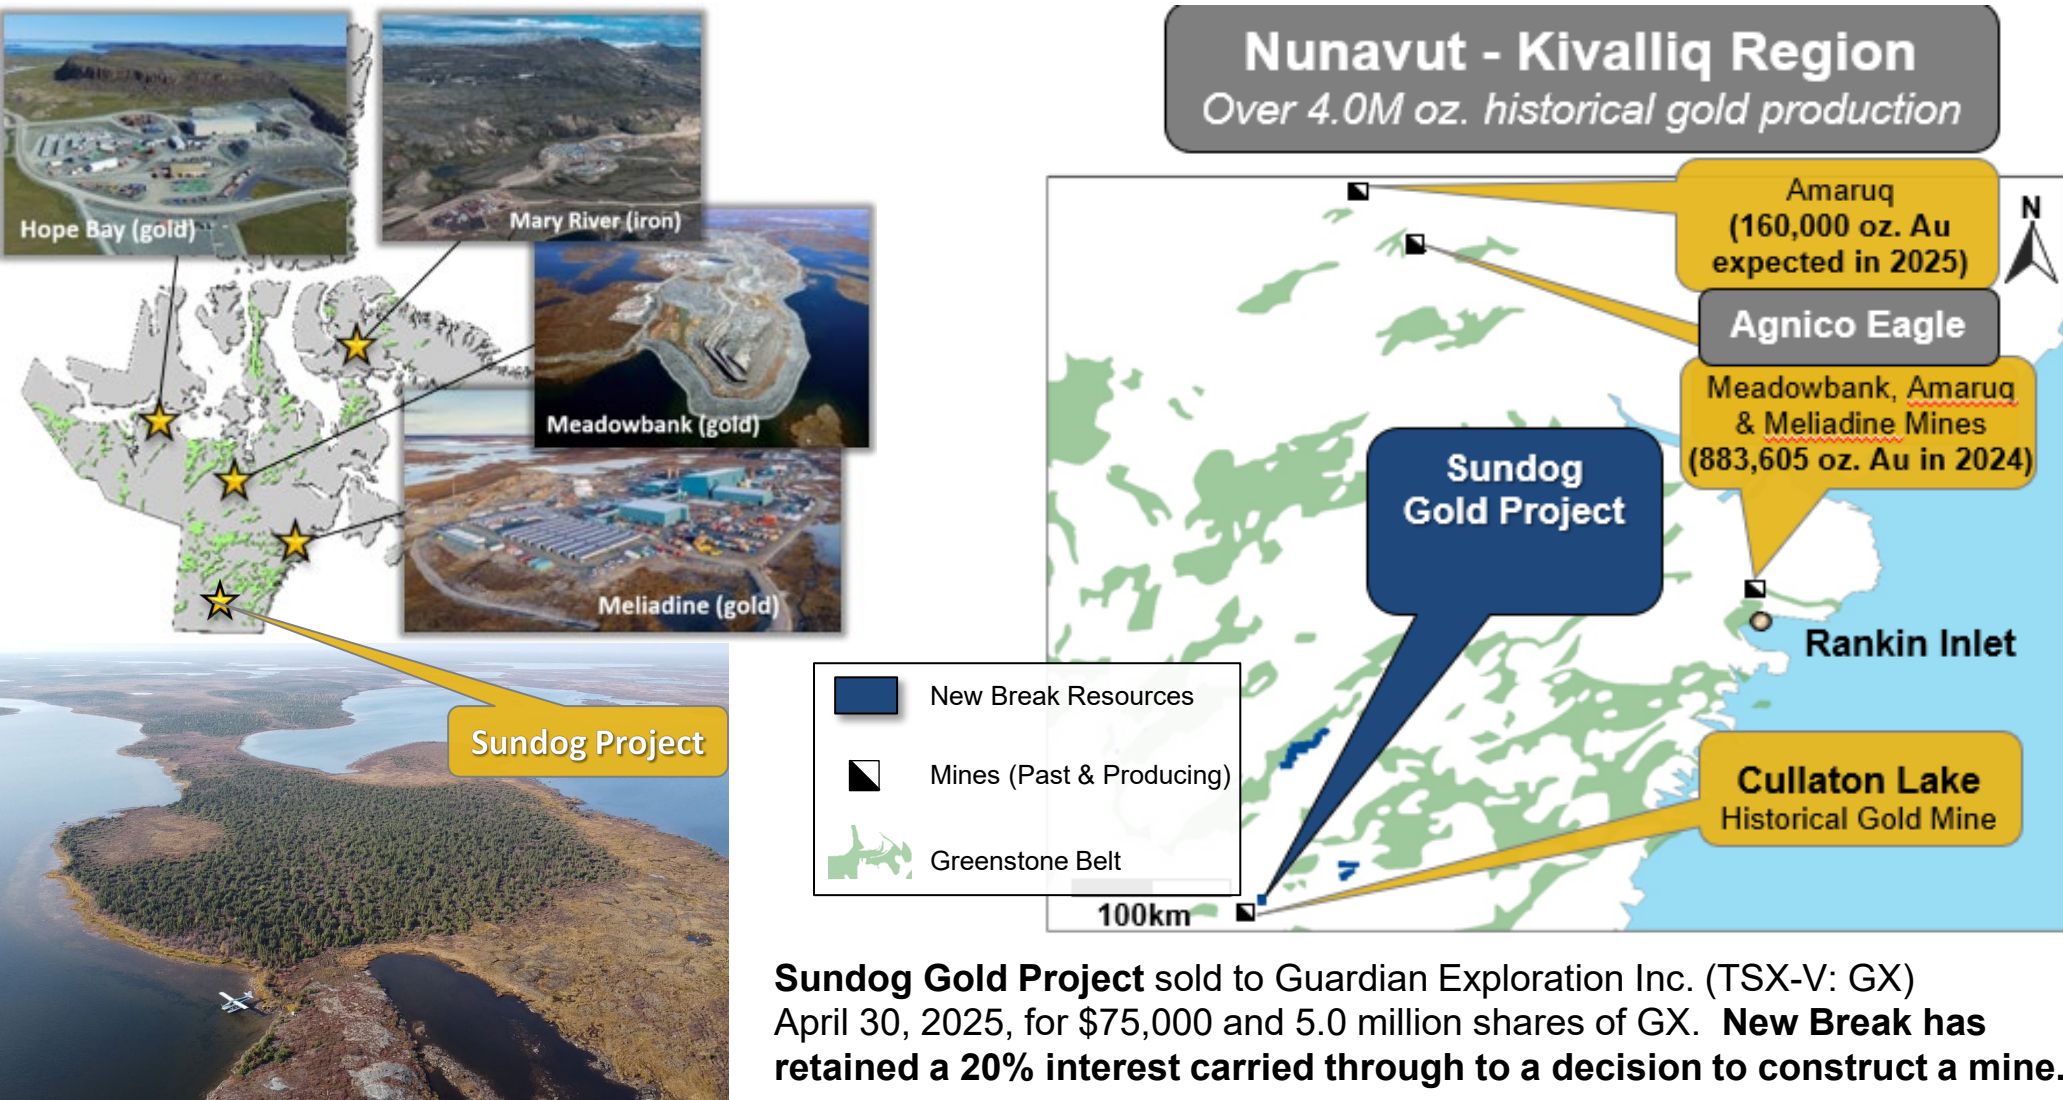 Nunavut - Kivalliq Region
Over 4.0M oz. historical gold production
Hope Bay (gold)
Mary River (iron)
Meadowbank (gold)
Meliadine (gold)
Sundog Project
Amaruq
(160,000 oz. Au
expected in 2025)
N
Agnico Eagle
Meadowbank, Amaruq
& Meliadine Mines
(883,605 oz. Au in 2024)
Sundog
Gold Project
Rankin Inlet
Cullaton Lake
Historical Gold Mine
New Break Resources
Mines (Past & Producing)
Greenstone Belt
100km
Sundog Gold Project sold to Guardian Exploration Inc. (TSX-V: GX)
April 30, 2025, for $75,000 and 5.0 million shares of GX. New Break has
retained a 20% interest carried through to a decision to construct a mine.